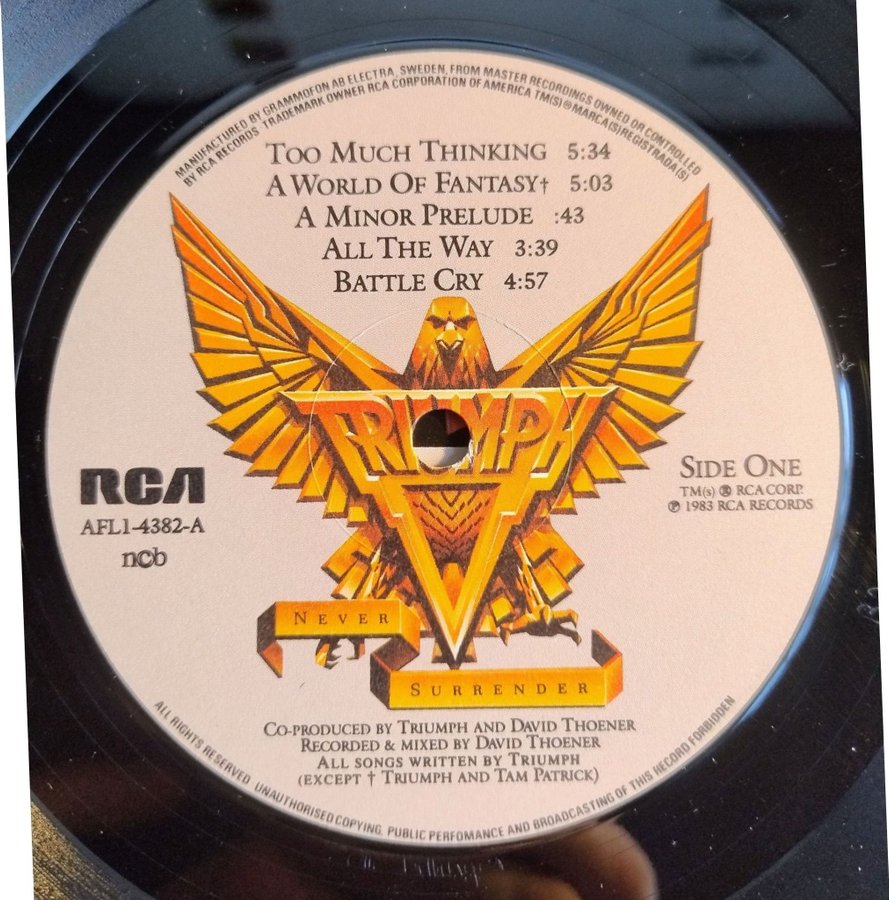 MANUFACTURED BY GRAMMOFON AB ELECTRA, SWEDEN, FROM MASTER RECORDINGS OWNED OR CONTROLLED
BY RCA RECORDS TRADEMARK OWNER RCA CORPORATION OF AMERICA TM(S) ® MARCA(S) REGISTRADA(S)
TOO MUCH THINKING 5:34
A WORLD OF FANTASY† 5:03
A MINOR PRELUDE :43
ALL THE WAY 3:39
BATTLE CRY 4:57
TRIUMPH
RCA
AFL1-4382-A
ncb
SIDE ONE
TM(s) ® RCA CORP.
℗ 1983 RCA RECORDS
NEVER
SURRENDER
CO-PRODUCED BY TRIUMPH AND DAVID THOENER
RECORDED & MIXED BY DAVID THOENER
ALL SONGS WRITTEN BY TRIUMPH
(EXCEPT † TRIUMPH AND TAM PATRICK)
ALL RIGHTS RESERVED. UNAUTHORISED COPYING, PUBLIC PERFOMANCE AND BROADCASTING OF THIS RECORD FORBIDDEN